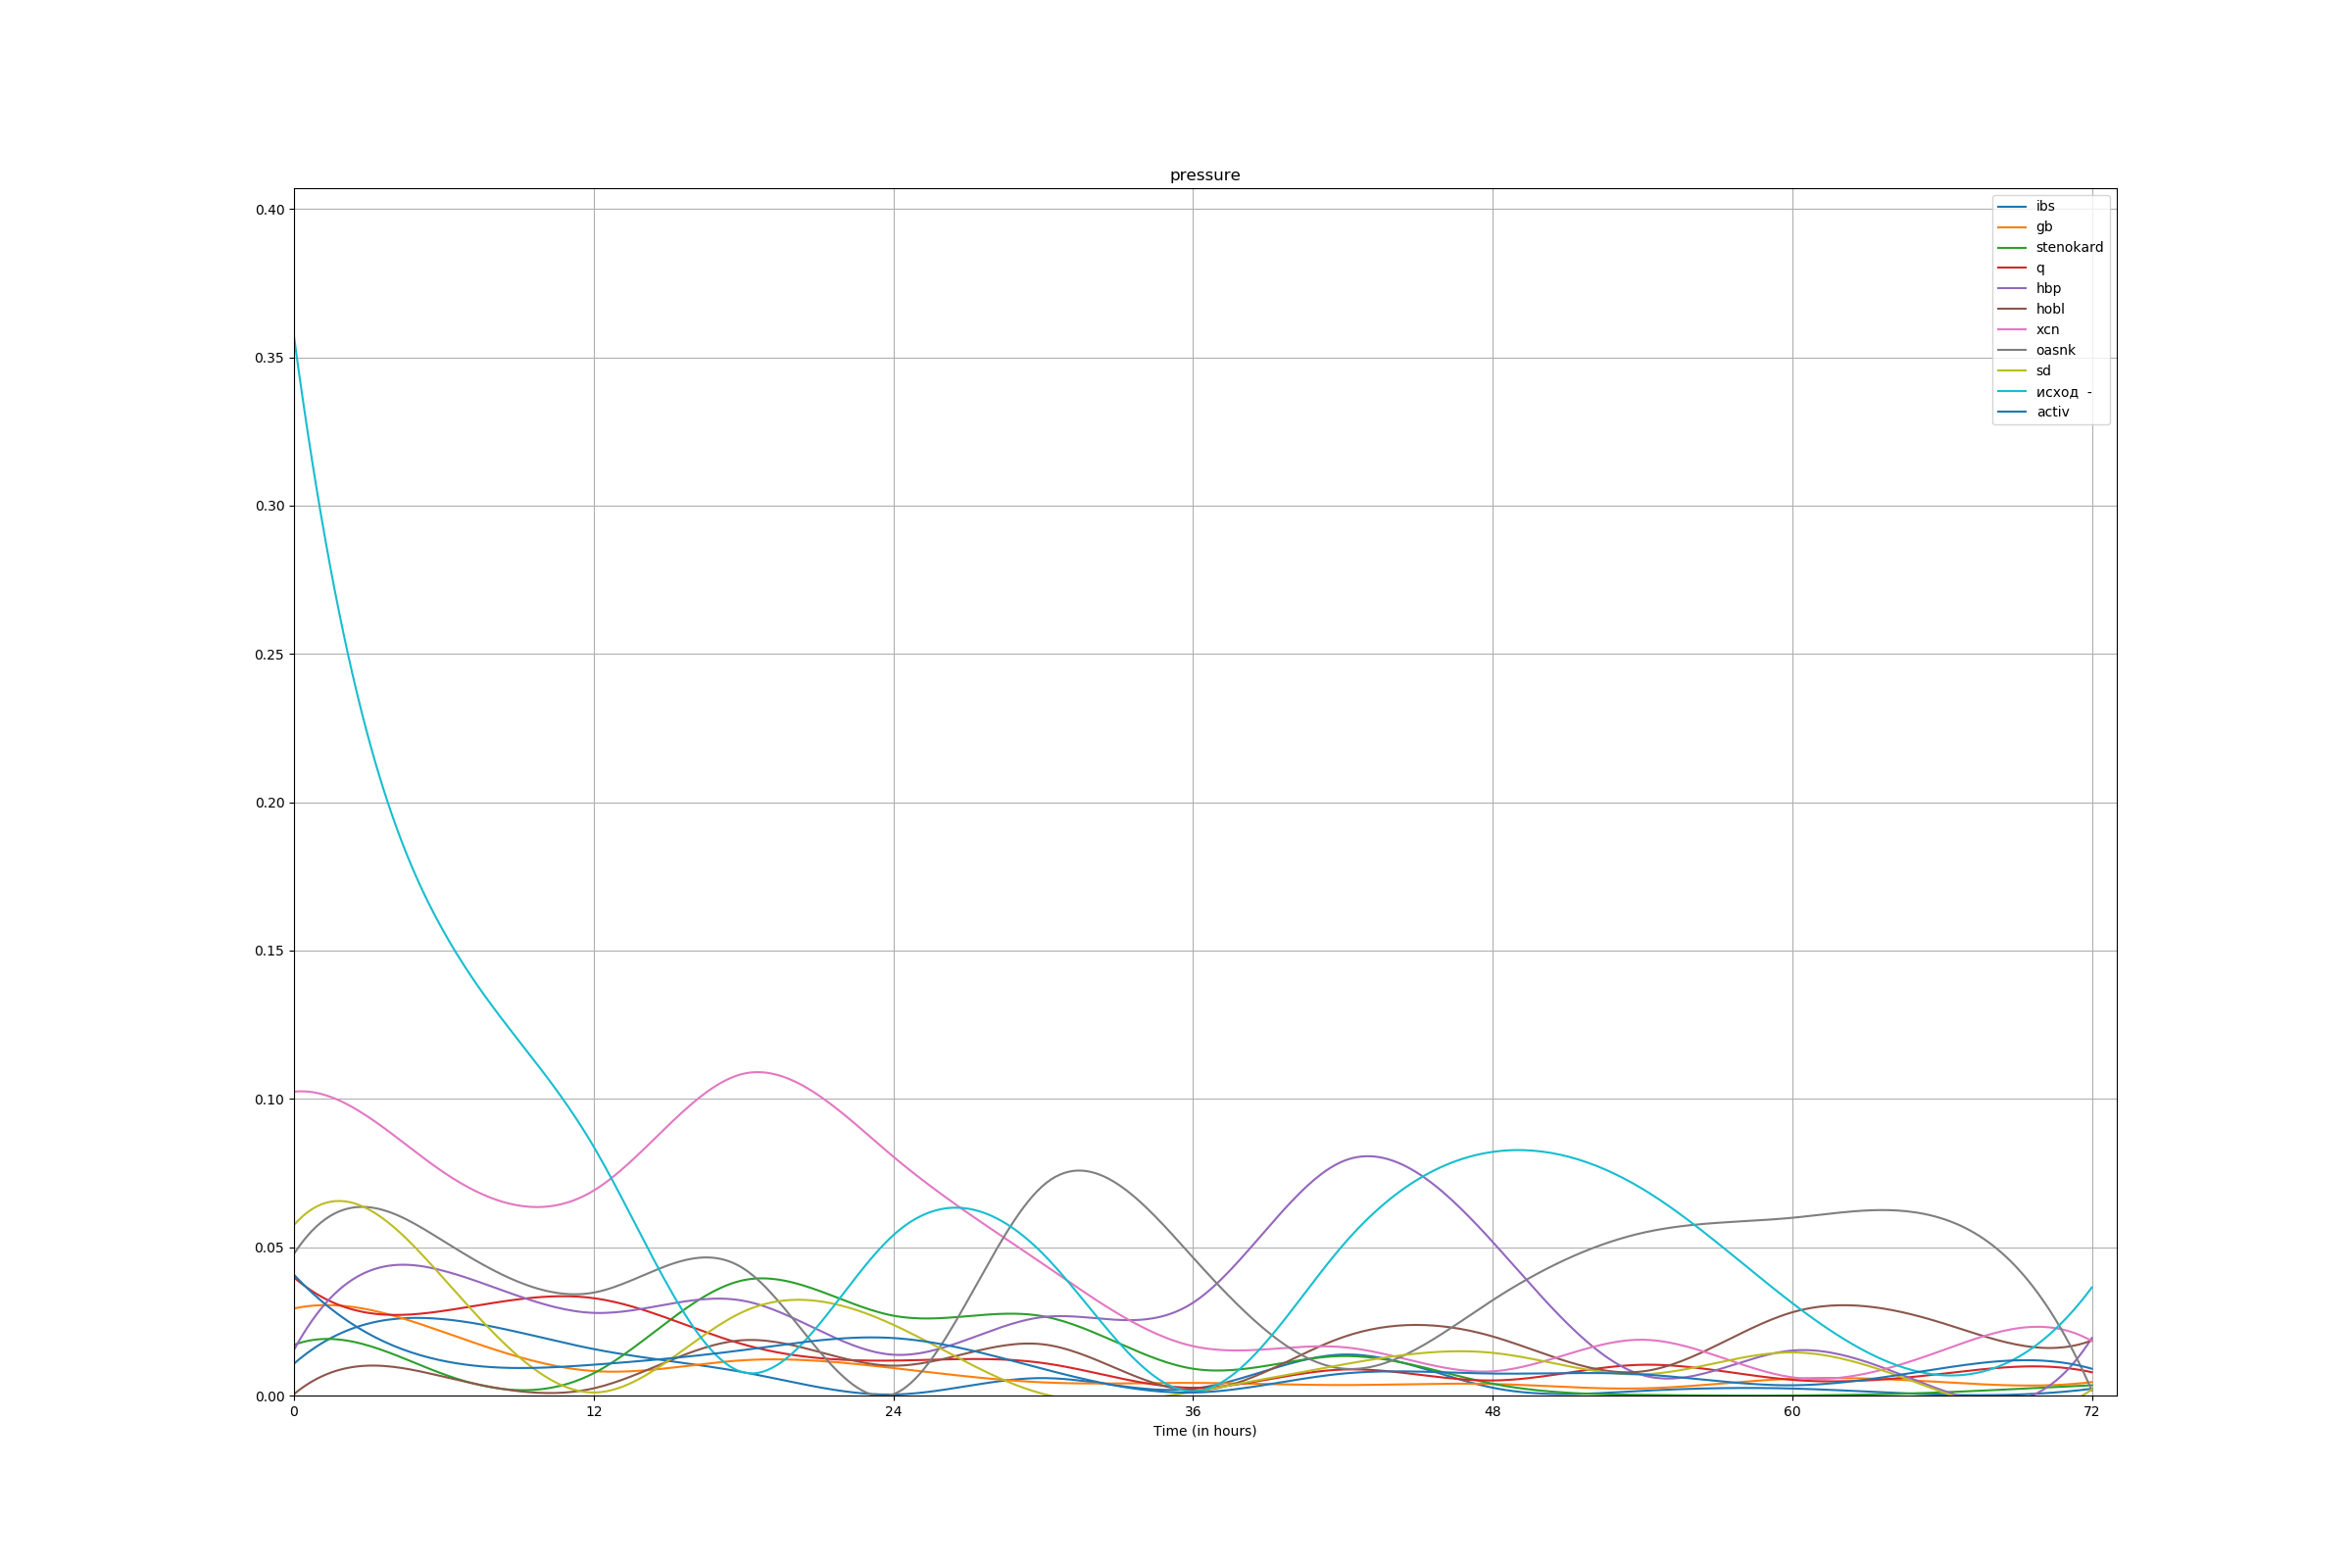 pressure
0.40
0.35
0.30
0.25
0.20
0.15
0.10
0.05
0.00
0 12 24 36 48 60 72
Time (in hours)
ibs
gb
stenokard
q
hbp
hobl
xcn
oasnk
sd
исход -
activ